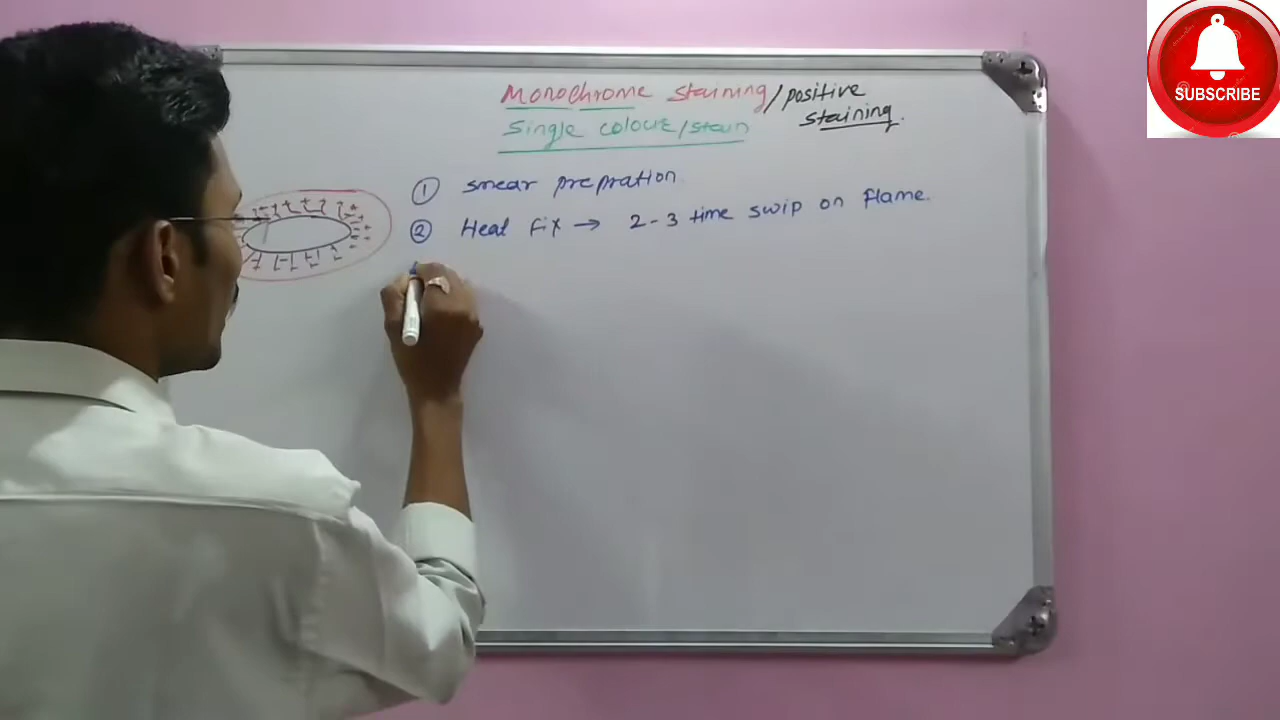 Monochrome staining/positive
staining.
Single colour/stain
① smear prepration.
② Heat fix → 2-3 time swip on flame.
SUBSCRIBE